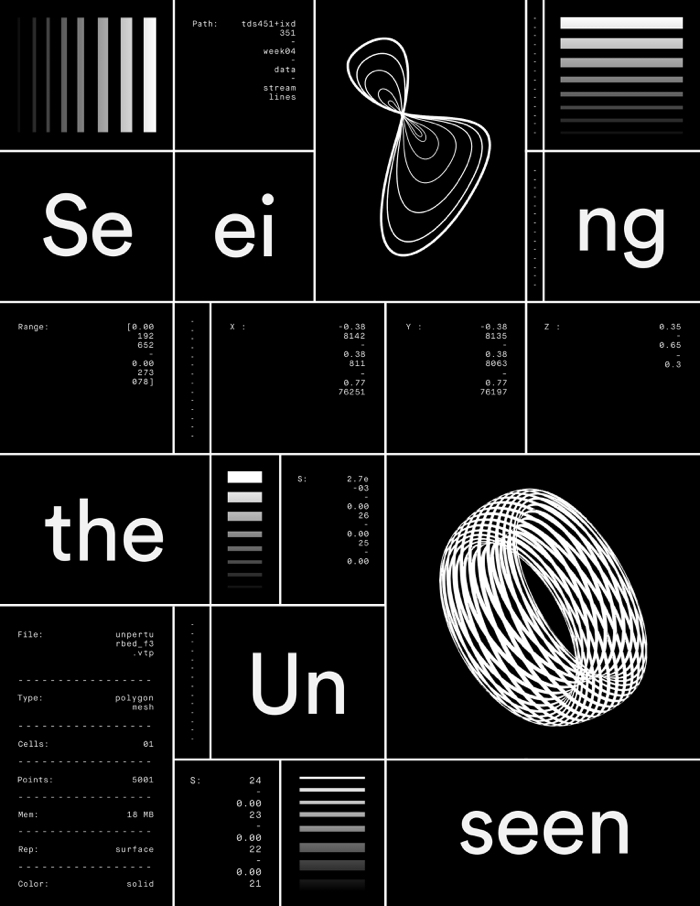 Path: tds451+ixd
351
-
week04
-
data
-
stream
lines
Se
ei
ng
Range: [0.00
192
652
-
0.00
273
078]
X : -0.38
8142
-
0.38
811
-
0.77
76251
Y : -0.38
8135
-
0.38
8063
-
0.77
76197
Z : 0.35
-
0.65
-
0.3
the
S: 2.7e
-03
-
0.00
26
-
0.00
25
-
0.00
File: unpertu
rbed_f3
.vtp
Type: polygon
mesh
Cells: 01
Points: 5001
Mem: 18 MB
Rep: surface
Color: solid
Un
S: 24
-
0.00
23
-
0.00
22
-
0.00
21
seen